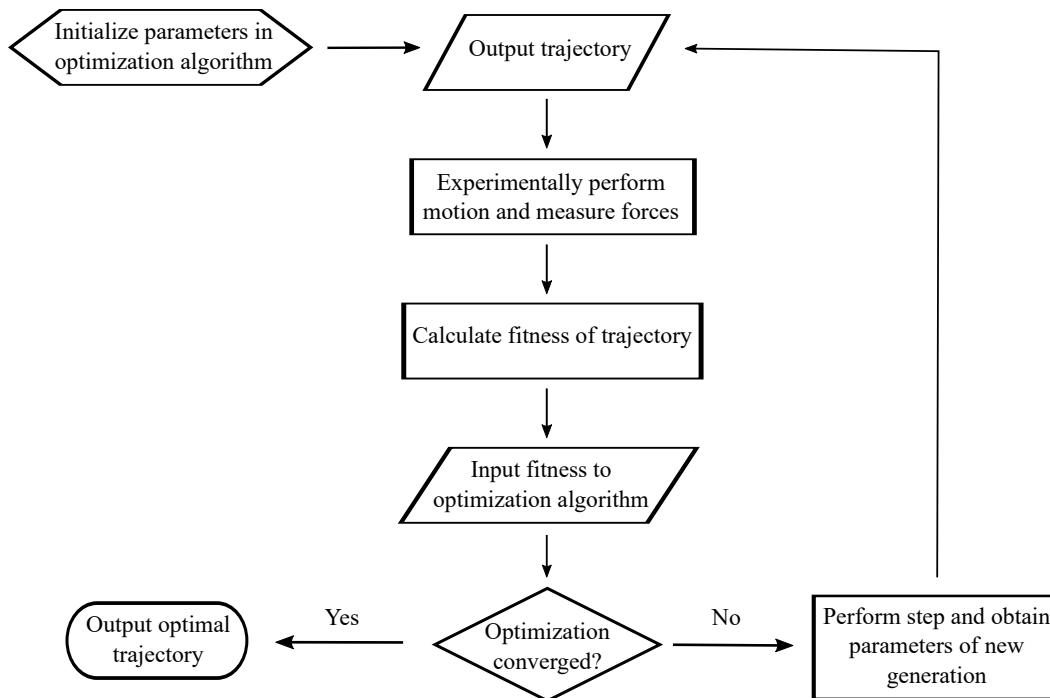 Initialize parameters in
optimization algorithm
Output trajectory
Experimentally perform
motion and measure forces
Calculate fitness of trajectory
Input fitness to
optimization algorithm
Optimization
converged?
Yes
Output optimal
trajectory
No
Perform step and obtain
parameters of new
generation